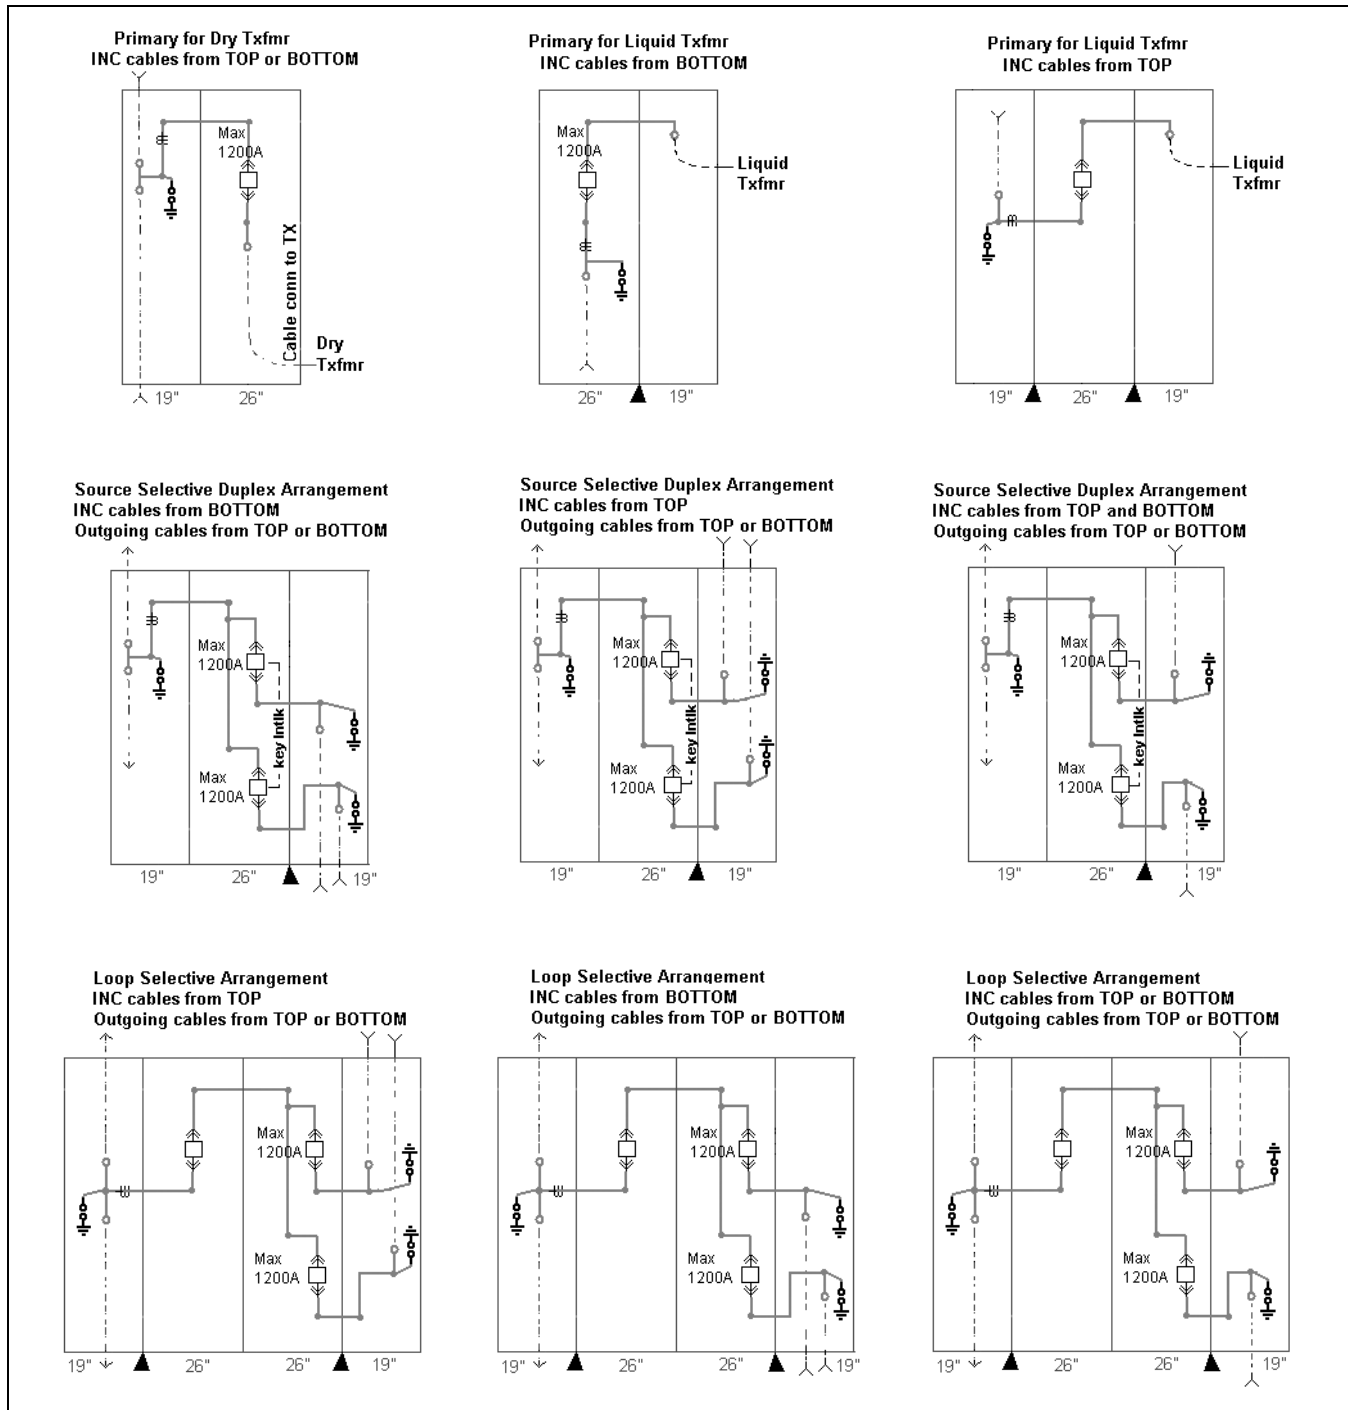 Primary for Dry Txfmr
INC cables from TOP or BOTTOM
Max
1200A
Cable conn to TX
Dry
Txfmr
19"
26"
Primary for Liquid Txfmr
INC cables from BOTTOM
Max
1200A
Liquid
Txfmr
26"
19"
Primary for Liquid Txfmr
INC cables from TOP
Liquid
Txfmr
19"
26"
19"
Source Selective Duplex Arrangement
INC cables from BOTTOM
Outgoing cables from TOP or BOTTOM
Max
1200A
key Intlk
Max
1200A
19"
26"
19"
Source Selective Duplex Arrangement
INC cables from TOP
Outgoing cables from TOP or BOTTOM
Max
1200A
key Intlk
Max
1200A
19"
26"
19"
Source Selective Duplex Arrangement
INC cables from TOP and BOTTOM
Outgoing cables from TOP or BOTTOM
Max
1200A
key Intlk
Max
1200A
19"
26"
19"
Loop Selective Arrangement
INC cables from TOP
Outgoing cables from TOP or BOTTOM
Max
1200A
Max
1200A
19"
26"
26"
19"
Loop Selective Arrangement
INC cables from BOTTOM
Outgoing cables from TOP or BOTTOM
Max
1200A
Max
1200A
19"
26"
26"
19"
Loop Selective Arrangement
INC cables from TOP or BOTTOM
Outgoing cables from TOP or BOTTOM
Max
1200A
Max
1200A
19"
26"
26"
19"